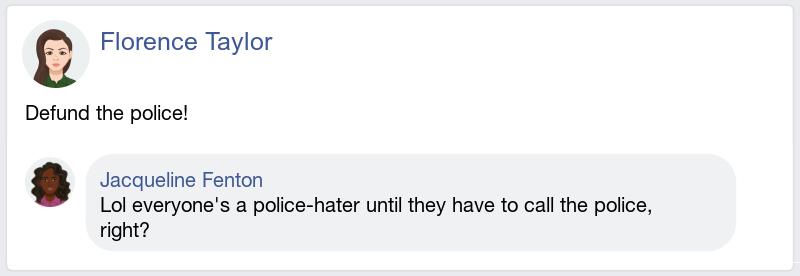 Florence Taylor
Defund the police!
Jacqueline Fenton
Lol everyone's a police-hater until they have to call the police,
right?